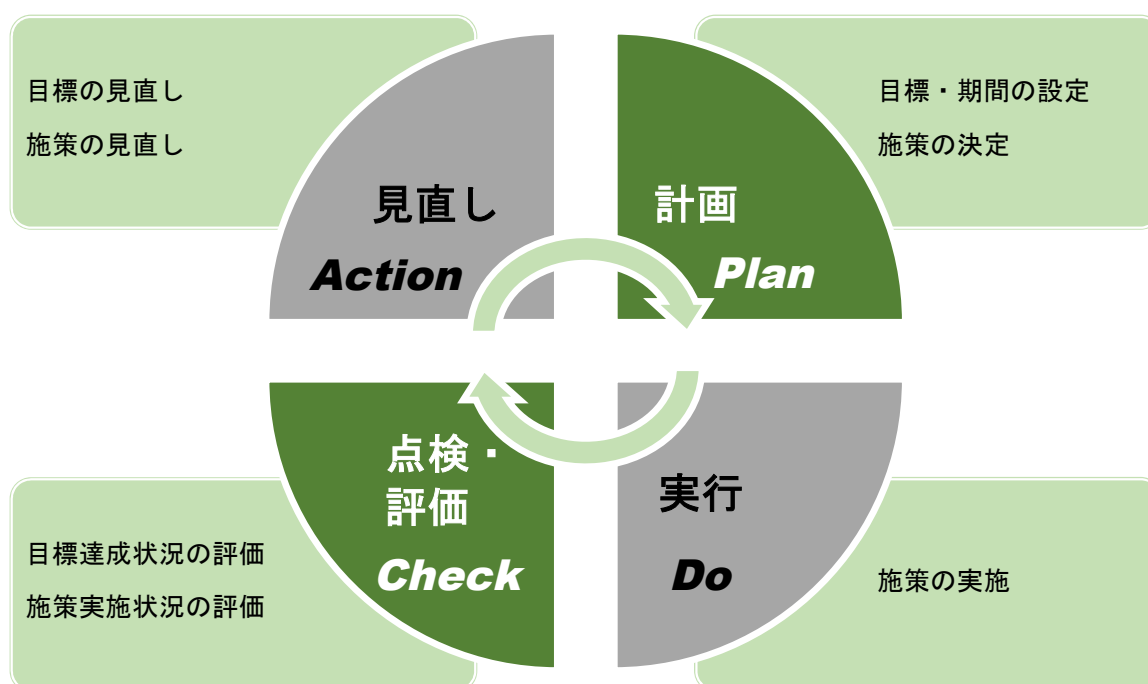 目標の見直し
施策の見直し
見直し
Action
目標・期間の設定
施策の決定
計画
Plan
目標達成状況の評価
施策実施状況の評価
点検・
評価
Check
実行
Do
施策の実施